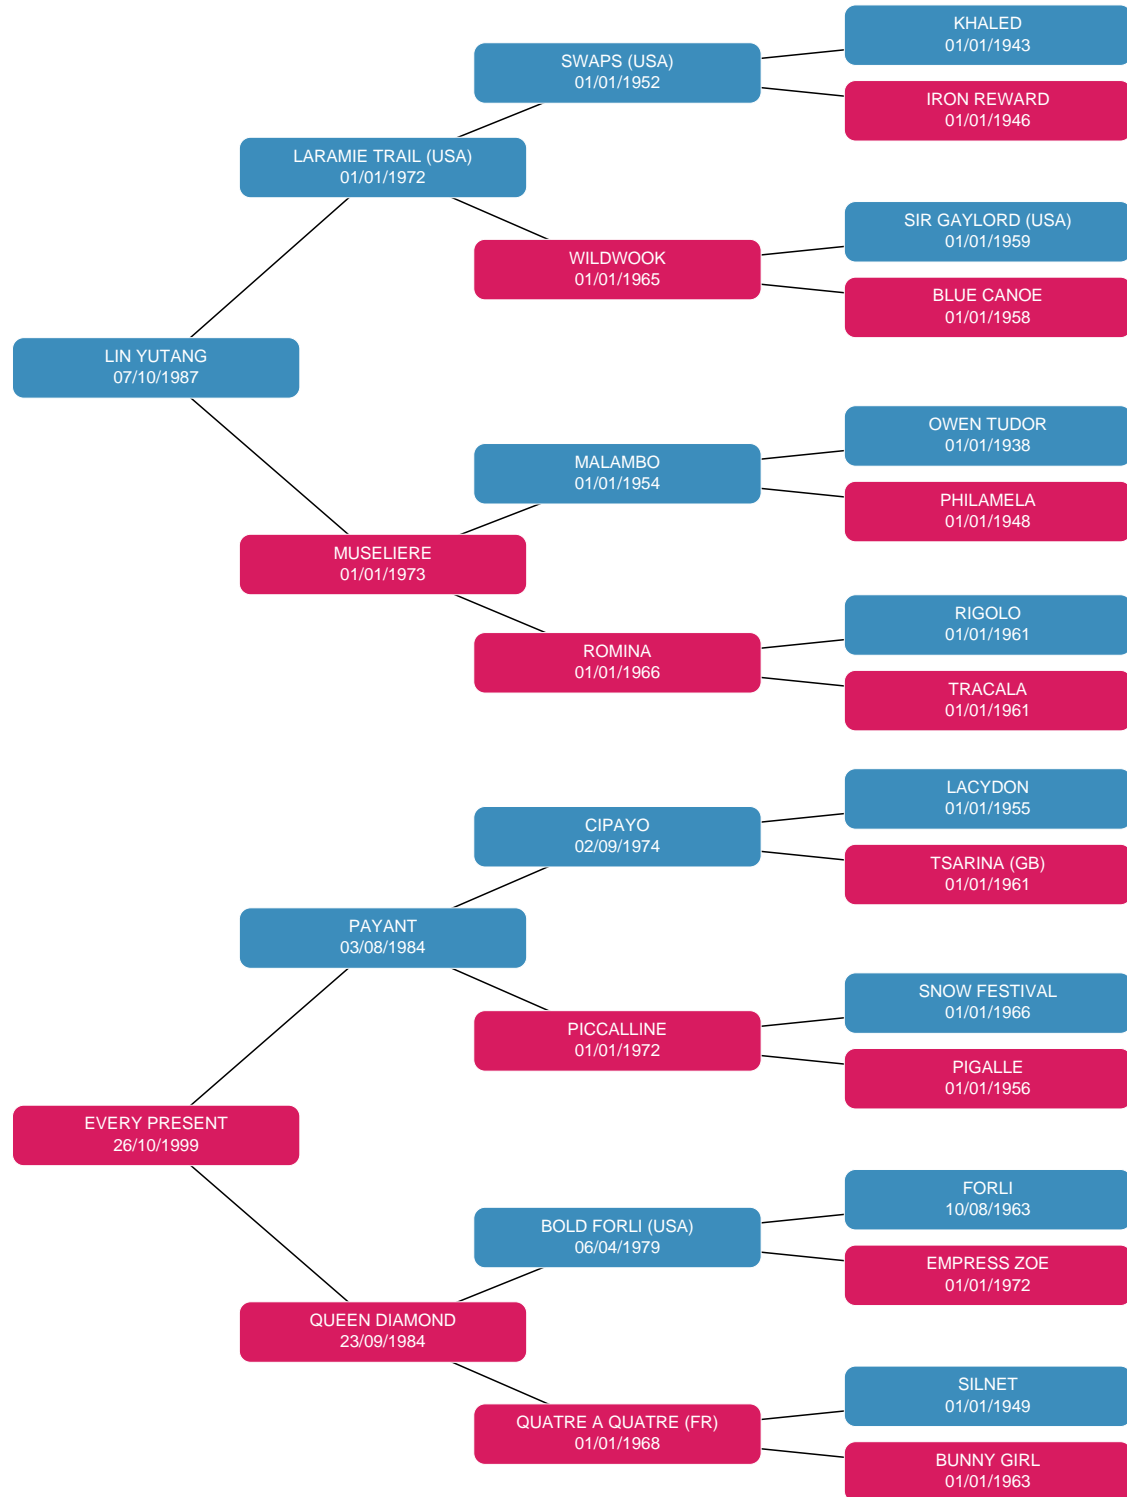 KHALED
01/01/1943
SWAPS (USA)
01/01/1952
IRON REWARD
01/01/1946
LARAMIE TRAIL (USA)
01/01/1972
SIR GAYLORD (USA)
01/01/1959
WILDWOOK
01/01/1965
BLUE CANOE
01/01/1958
LIN YUTANG
07/10/1987
OWEN TUDOR
01/01/1938
MALAMBO
01/01/1954
PHILAMELA
01/01/1948
MUSELIERE
01/01/1973
RIGOLO
01/01/1961
ROMINA
01/01/1966
TRACALA
01/01/1961
LACYDON
01/01/1955
CIPAYO
02/09/1974
TSARINA (GB)
01/01/1961
PAYANT
03/08/1984
SNOW FESTIVAL
01/01/1966
PICCALLINE
01/01/1972
PIGALLE
01/01/1956
EVERY PRESENT
26/10/1999
FORLI
10/08/1963
BOLD FORLI (USA)
06/04/1979
EMPRESS ZOE
01/01/1972
QUEEN DIAMOND
23/09/1984
SILNET
01/01/1949
QUATRE A QUATRE (FR)
01/01/1968
BUNNY GIRL
01/01/1963